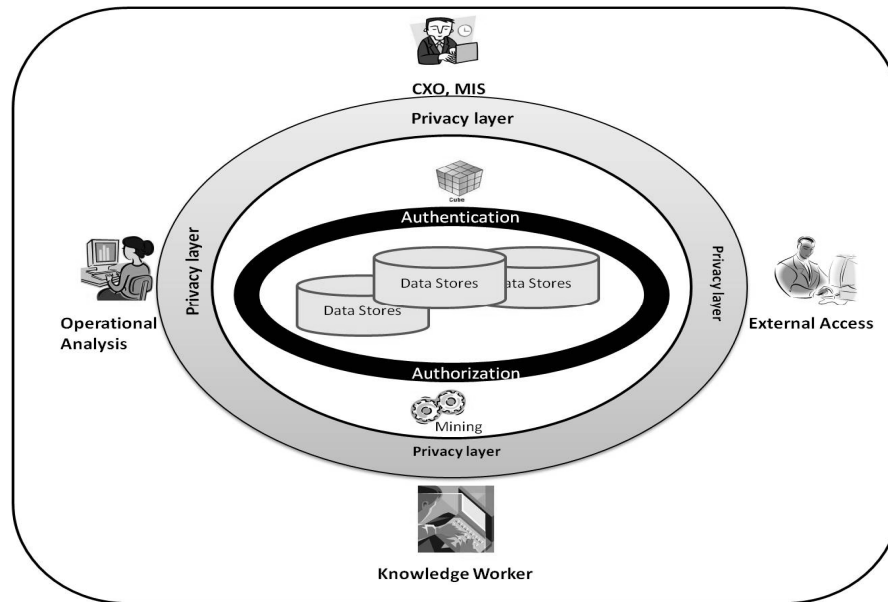 CXO, MIS
Privacy layer
Cube
Authentication
Privacy layer
Privacy layer
Data Stores
Data Stores
ata Stores
Operational
Analysis
External Access
Authorization
Mining
Privacy layer
Knowledge Worker